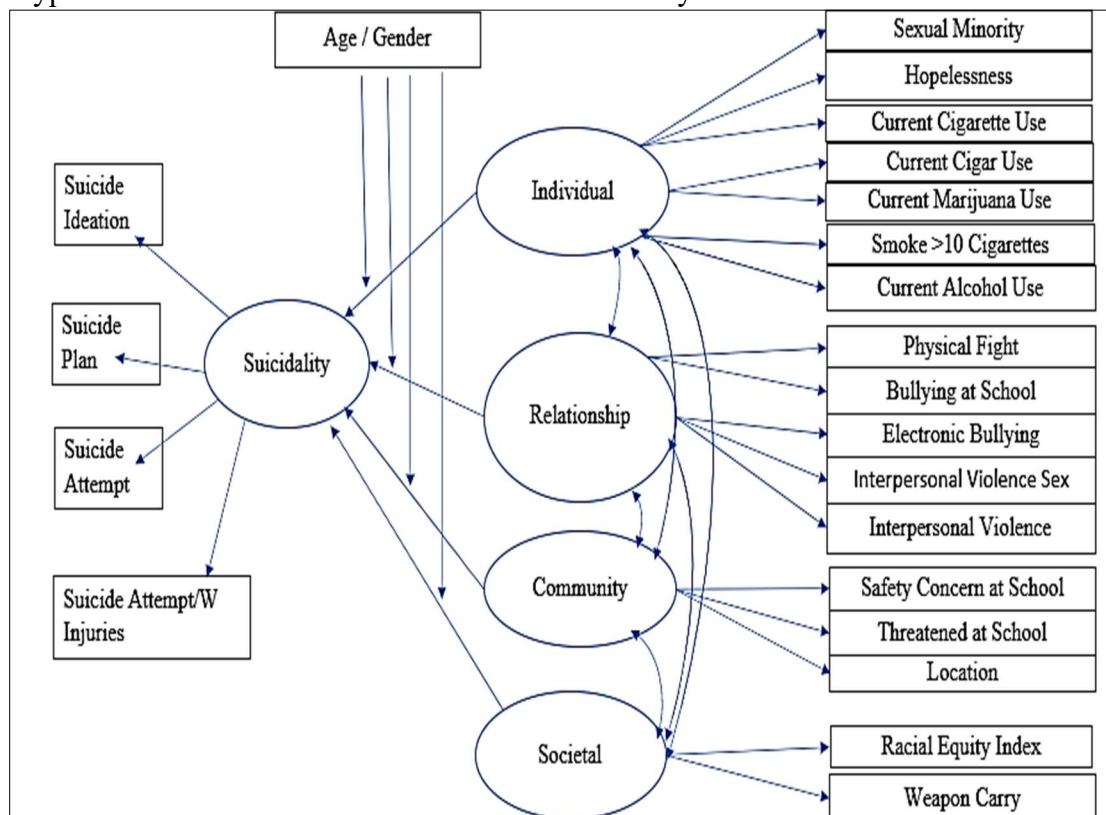 Age / Gender
Sexual Minority
Hopelessness
Current Cigarette Use
Current Cigar Use
Current Marijuana Use
Smoke >10 Cigarettes
Current Alcohol Use
Individual
Suicide
Ideation
Suicide
Plan
Suicidality
Suicide
Attempt
Suicide Attempt/W
Injuries
Relationship
Physical Fight
Bullying at School
Electronic Bullying
Interpersonal Violence Sex
Interpersonal Violence
Community
Safety Concern at School
Threatened at School
Location
Societal
Racial Equity Index
Weapon Carry